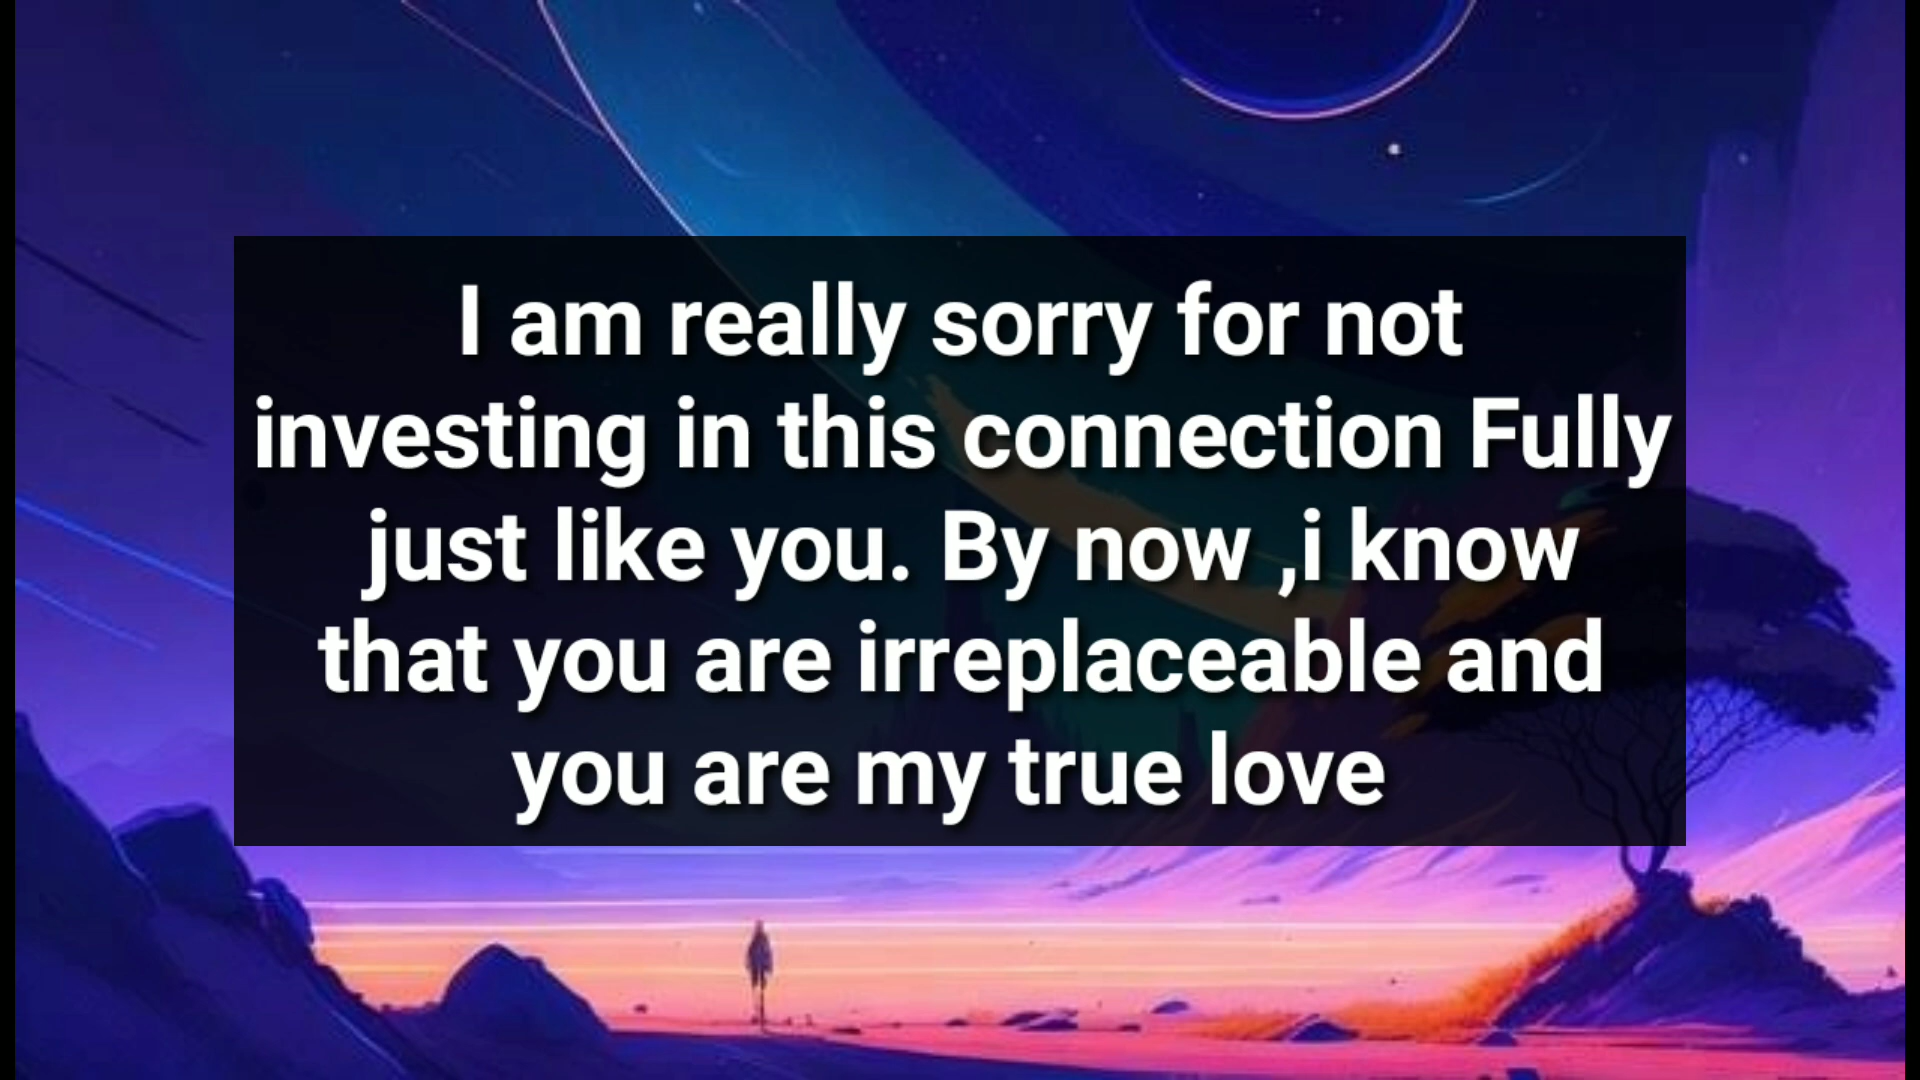 I am really sorry for not
investing in this connection Fully
just like you. By now ,i know
that you are irreplaceable and
you are my true love